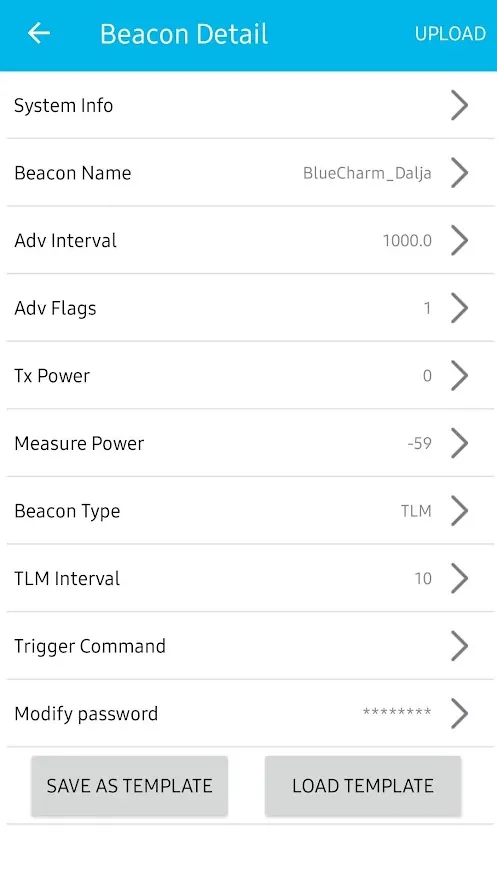 Beacon Detail UPLOAD
System Info
Beacon Name BlueCharm_Dalja
Adv Interval 1000.0
Adv Flags 1
Tx Power 0
Measure Power -59
Beacon Type TLM
TLM Interval 10
Trigger Command
Modify password ********
SAVE AS TEMPLATE LOAD TEMPLATE